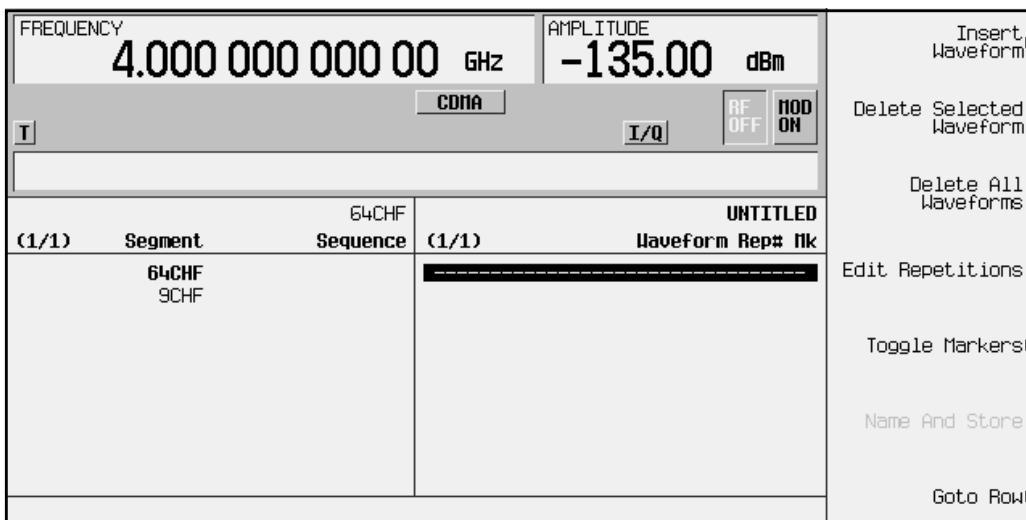 FREQUENCY
4.000 000 000 00 GHz
AMPLITUDE
-135.00 dBm
CDMA
RF OFF
MOD ON
T
I/Q
64CHF
UNTITLED
(1/1) Segment Sequence
(1/1) Waveform Rep# Mk
64CHF
9CHF
--------------------------------
Insert
Waveform
Delete Selected
Waveform
Delete All
Waveforms
Edit Repetitions
Toggle Markers
Name And Store
Goto Row